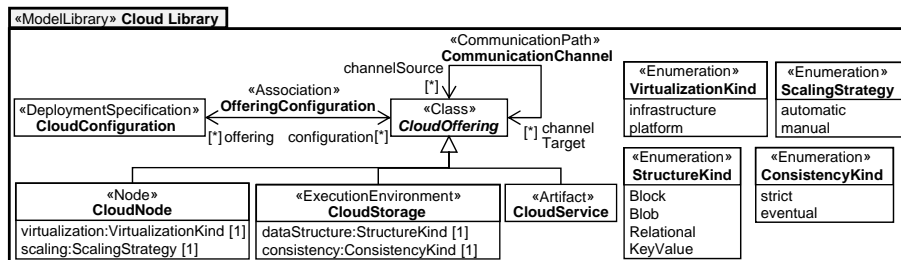 «ModelLibrary» Cloud Library
«CommunicationPath»
CommunicationChannel
channelSource
[*]
[*] channel
Target
«Association»
OfferingConfiguration
«DeploymentSpecification»
CloudConfiguration
[*] offering
configuration[*]
«Class»
CloudOffering
«Enumeration»
VirtualizationKind
infrastructure
platform
«Enumeration»
ScalingStrategy
automatic
manual
«Enumeration»
StructureKind
Block
Blob
Relational
KeyValue
«Enumeration»
ConsistencyKind
strict
eventual
«Node»
CloudNode
virtualization:VirtualizationKind [1]
scaling:ScalingStrategy [1]
«ExecutionEnvironment»
CloudStorage
dataStructure:StructureKind [1]
consistency:ConsistencyKind [1]
«Artifact»
CloudService